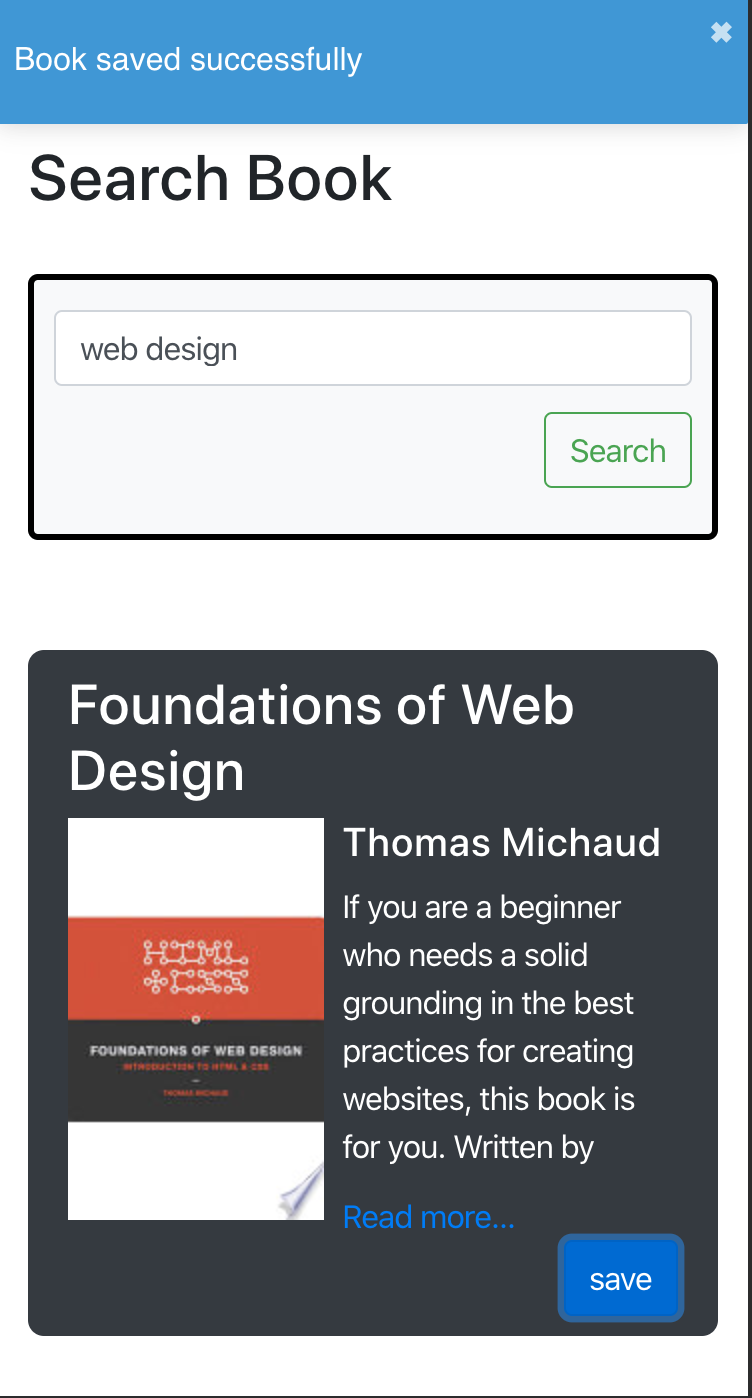 Book saved successfully
✖
Search Book
web design
Search
Foundations of Web
Design
HTML
+CSS
FOUNDATIONS OF WEB DESIGN
INTRODUCTION TO HTML & CSS
THOMAS MICHAUD
Thomas Michaud
If you are a beginner
who needs a solid
grounding in the best
practices for creating
websites, this book is
for you. Written by
Read more...
save